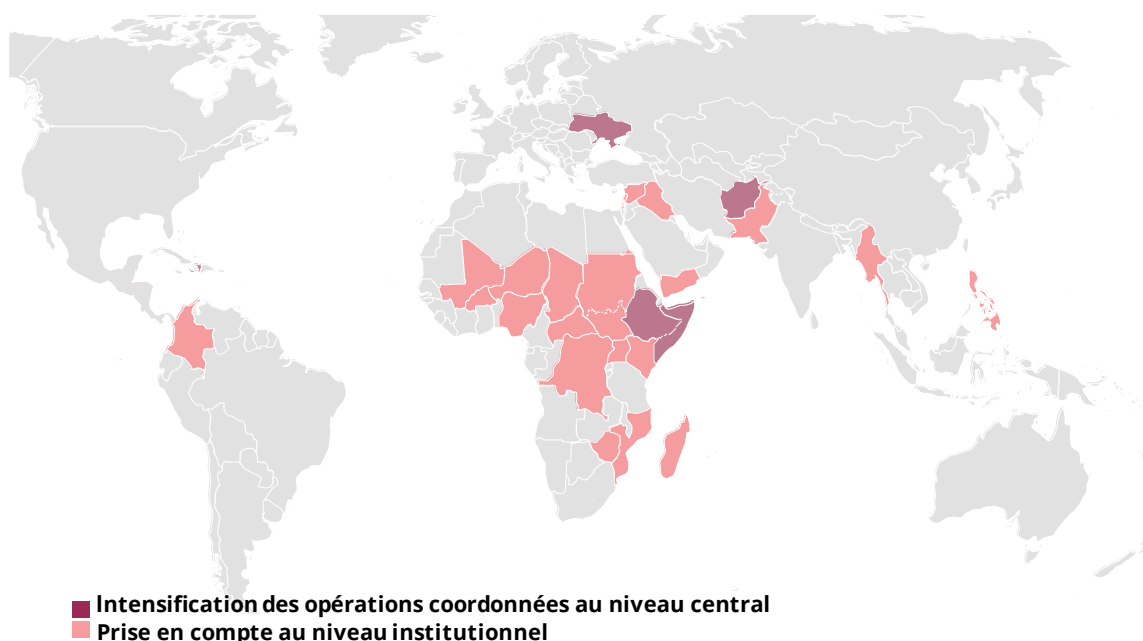 Intensification des opérations coordonnées au niveau central
Prise en compte au niveau institutionnel